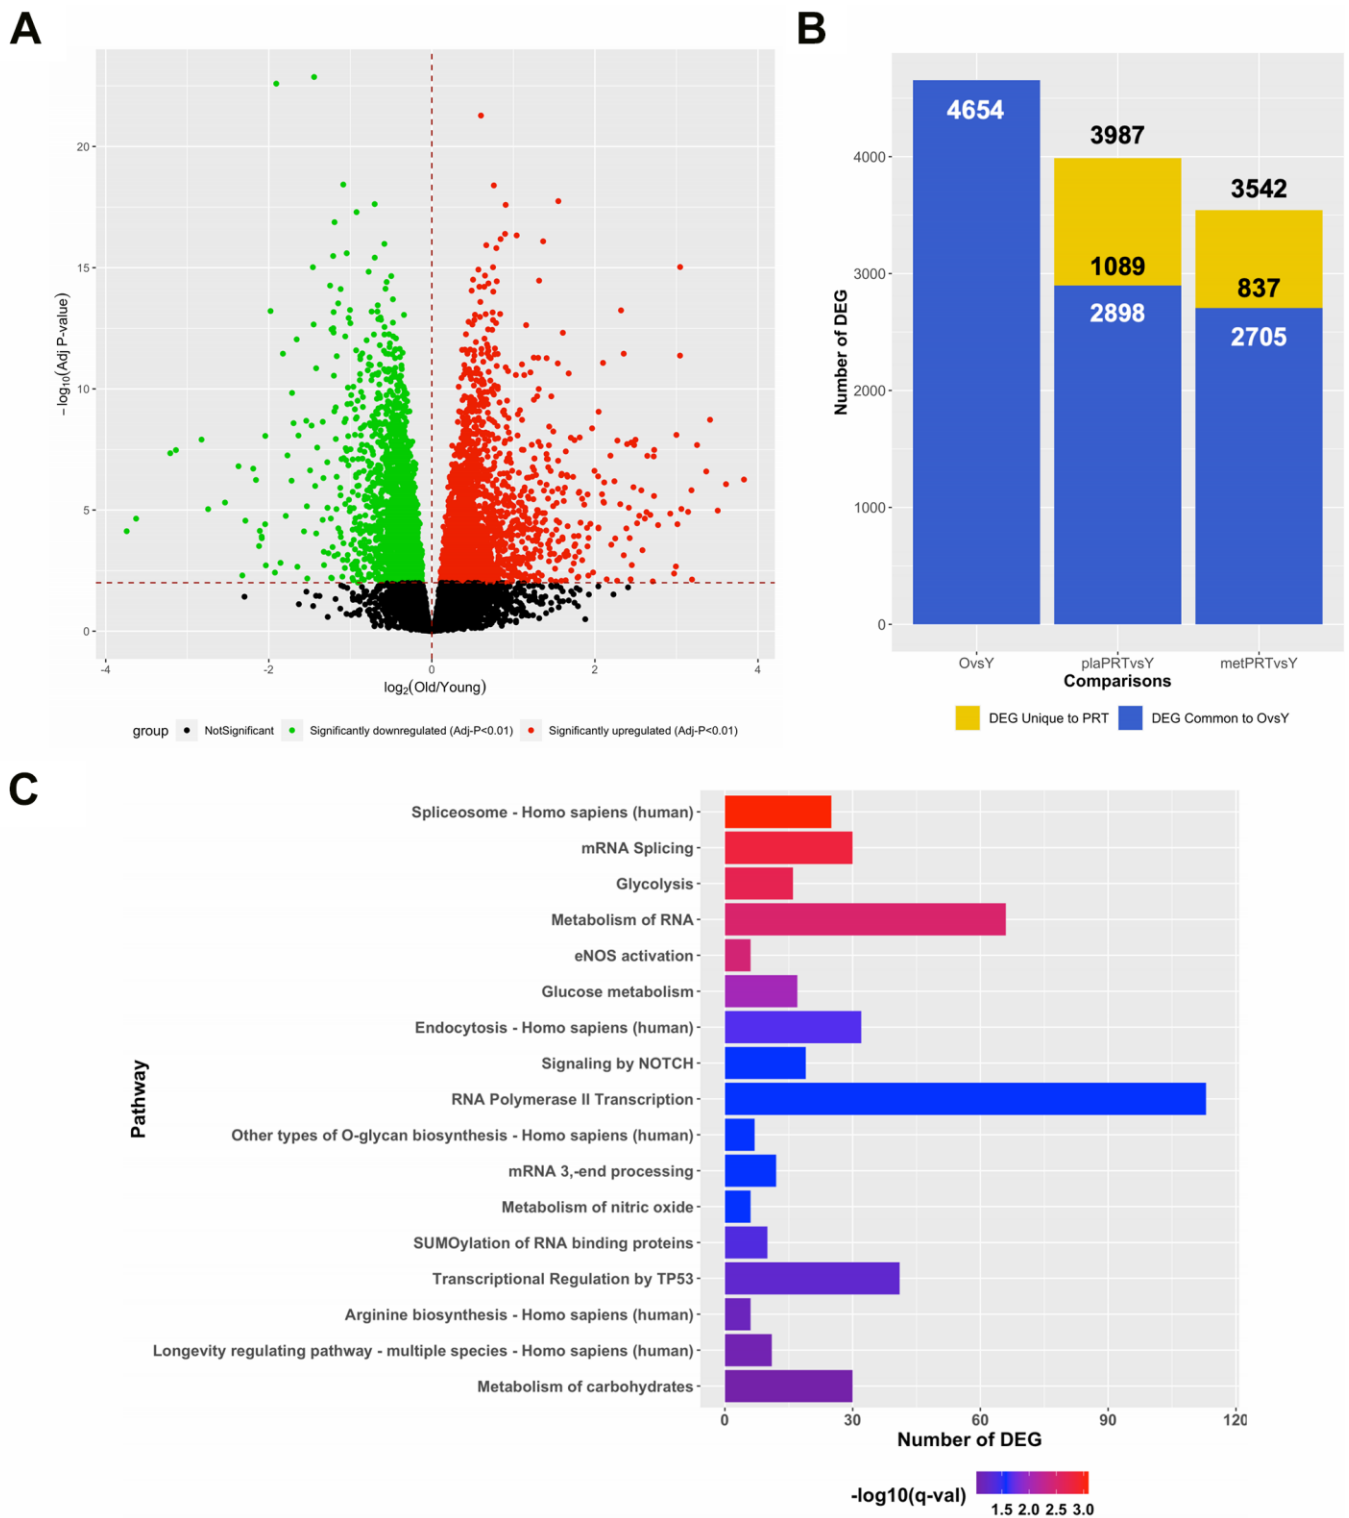 A
B
20
15
10
5
0
-4
-2
0
2
4
−log10(Adj P-value)
log2(Old/Young)
group
NotSignificant
Significantly downregulated (Adj-P<0.01)
Significantly upregulated (Adj-P<0.01)
4654
3987
1089
2898
3542
837
2705
4000
3000
2000
1000
0
Number of DEG
OvsY
plaPRTvsY
metPRTvsY
Comparisons
DEG Unique to PRT
DEG Common to OvsY
C
Spliceosome - Homo sapiens (human)
mRNA Splicing
Glycolysis
Metabolism of RNA
eNOS activation
Glucose metabolism
Endocytosis - Homo sapiens (human)
Signaling by NOTCH
RNA Polymerase II Transcription
Other types of O-glycan biosynthesis - Homo sapiens (human)
mRNA 3,-end processing
Metabolism of nitric oxide
SUMOylation of RNA binding proteins
Transcriptional Regulation by TP53
Arginine biosynthesis - Homo sapiens (human)
Longevity regulating pathway - multiple species - Homo sapiens (human)
Metabolism of carbohydrates
Pathway
0
30
60
90
120
Number of DEG
-log10(q-val)
1.5 2.0 2.5 3.0